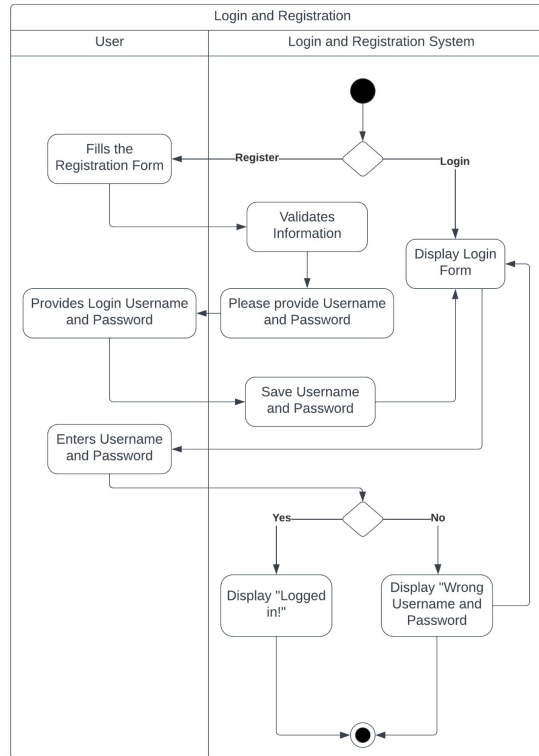 Login and Registration
User
Login and Registration System
Fills the
Registration Form
Register
Login
Validates
Information
Display Login
Form
Provides Login Username
and Password
Please provide Username
and Password
Save Username
and Password
Enters Username
and Password
Yes
No
Display "Logged
in!"
Display "Wrong
Username and
Password